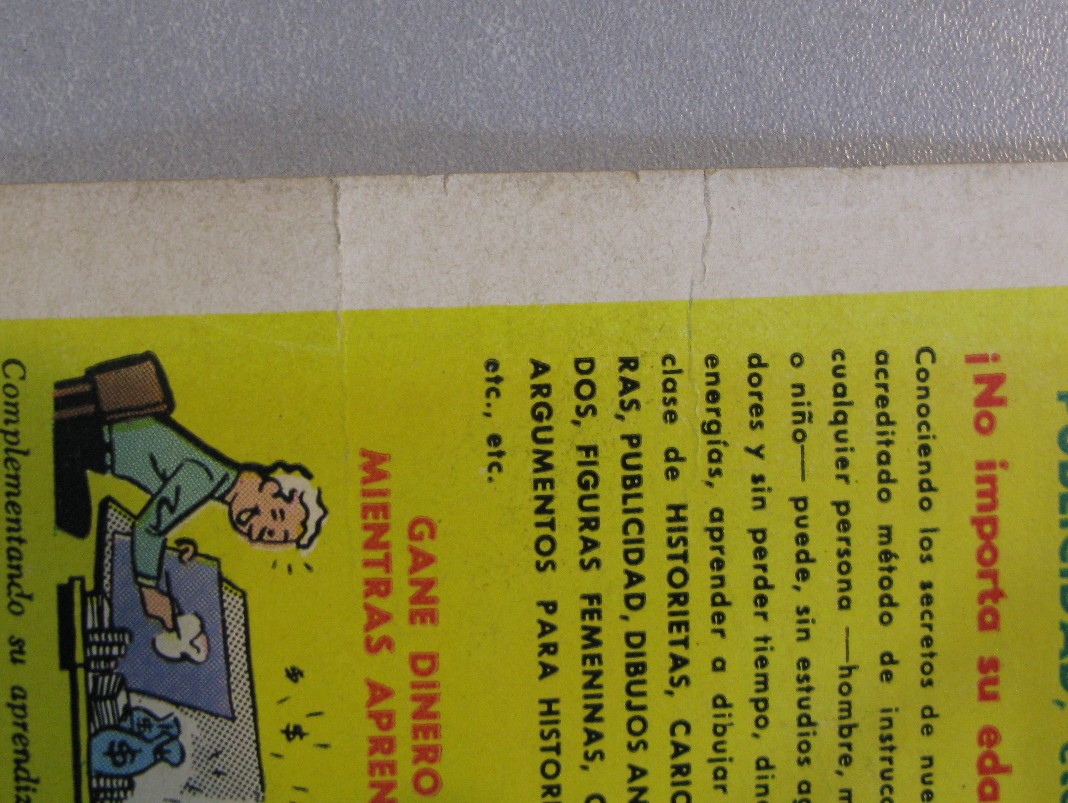 ¡No importa su eda
Conociendo los secretos de nue
acreditado método de instruc
cualquier persona —hombre, m
o niño— puede, sin estudios ag
dores y sin perder tiempo, din
energías, aprender a dibujar
clase de HISTORIETAS, CARIC
RAS, PUBLICIDAD, DIBUJOS AN
DOS, FIGURAS FEMENINAS, C
ARGUMENTOS PARA HISTOR
etc., etc.
GANE DINERO
MIENTRAS APREN
$
$
$
$
Complementando su aprendiz